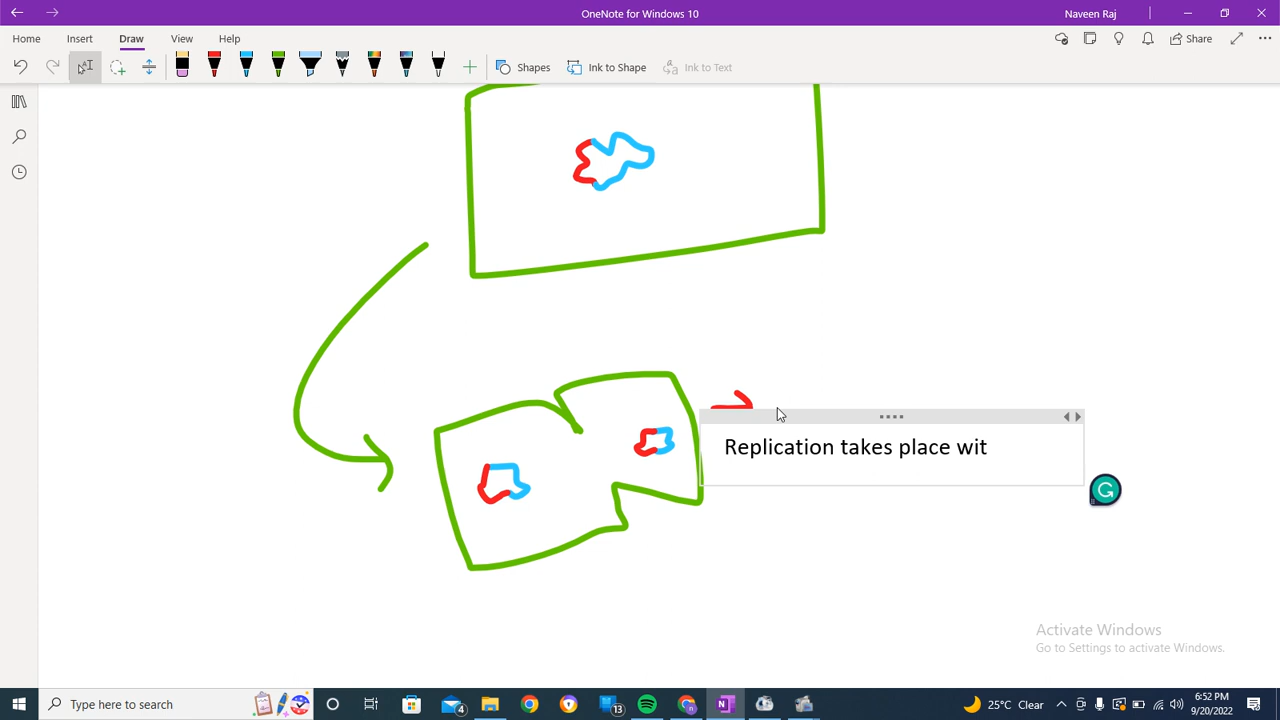 OneNote for Windows 10
Naveen Raj
Home
Insert
Draw
View
Help
Share
Shapes
Ink to Shape
Ink to Text
Replication takes place wit
Activate Windows
Go to Settings to activate Windows.
Type here to search
4
13
25°C Clear
6:52 PM
9/20/2022